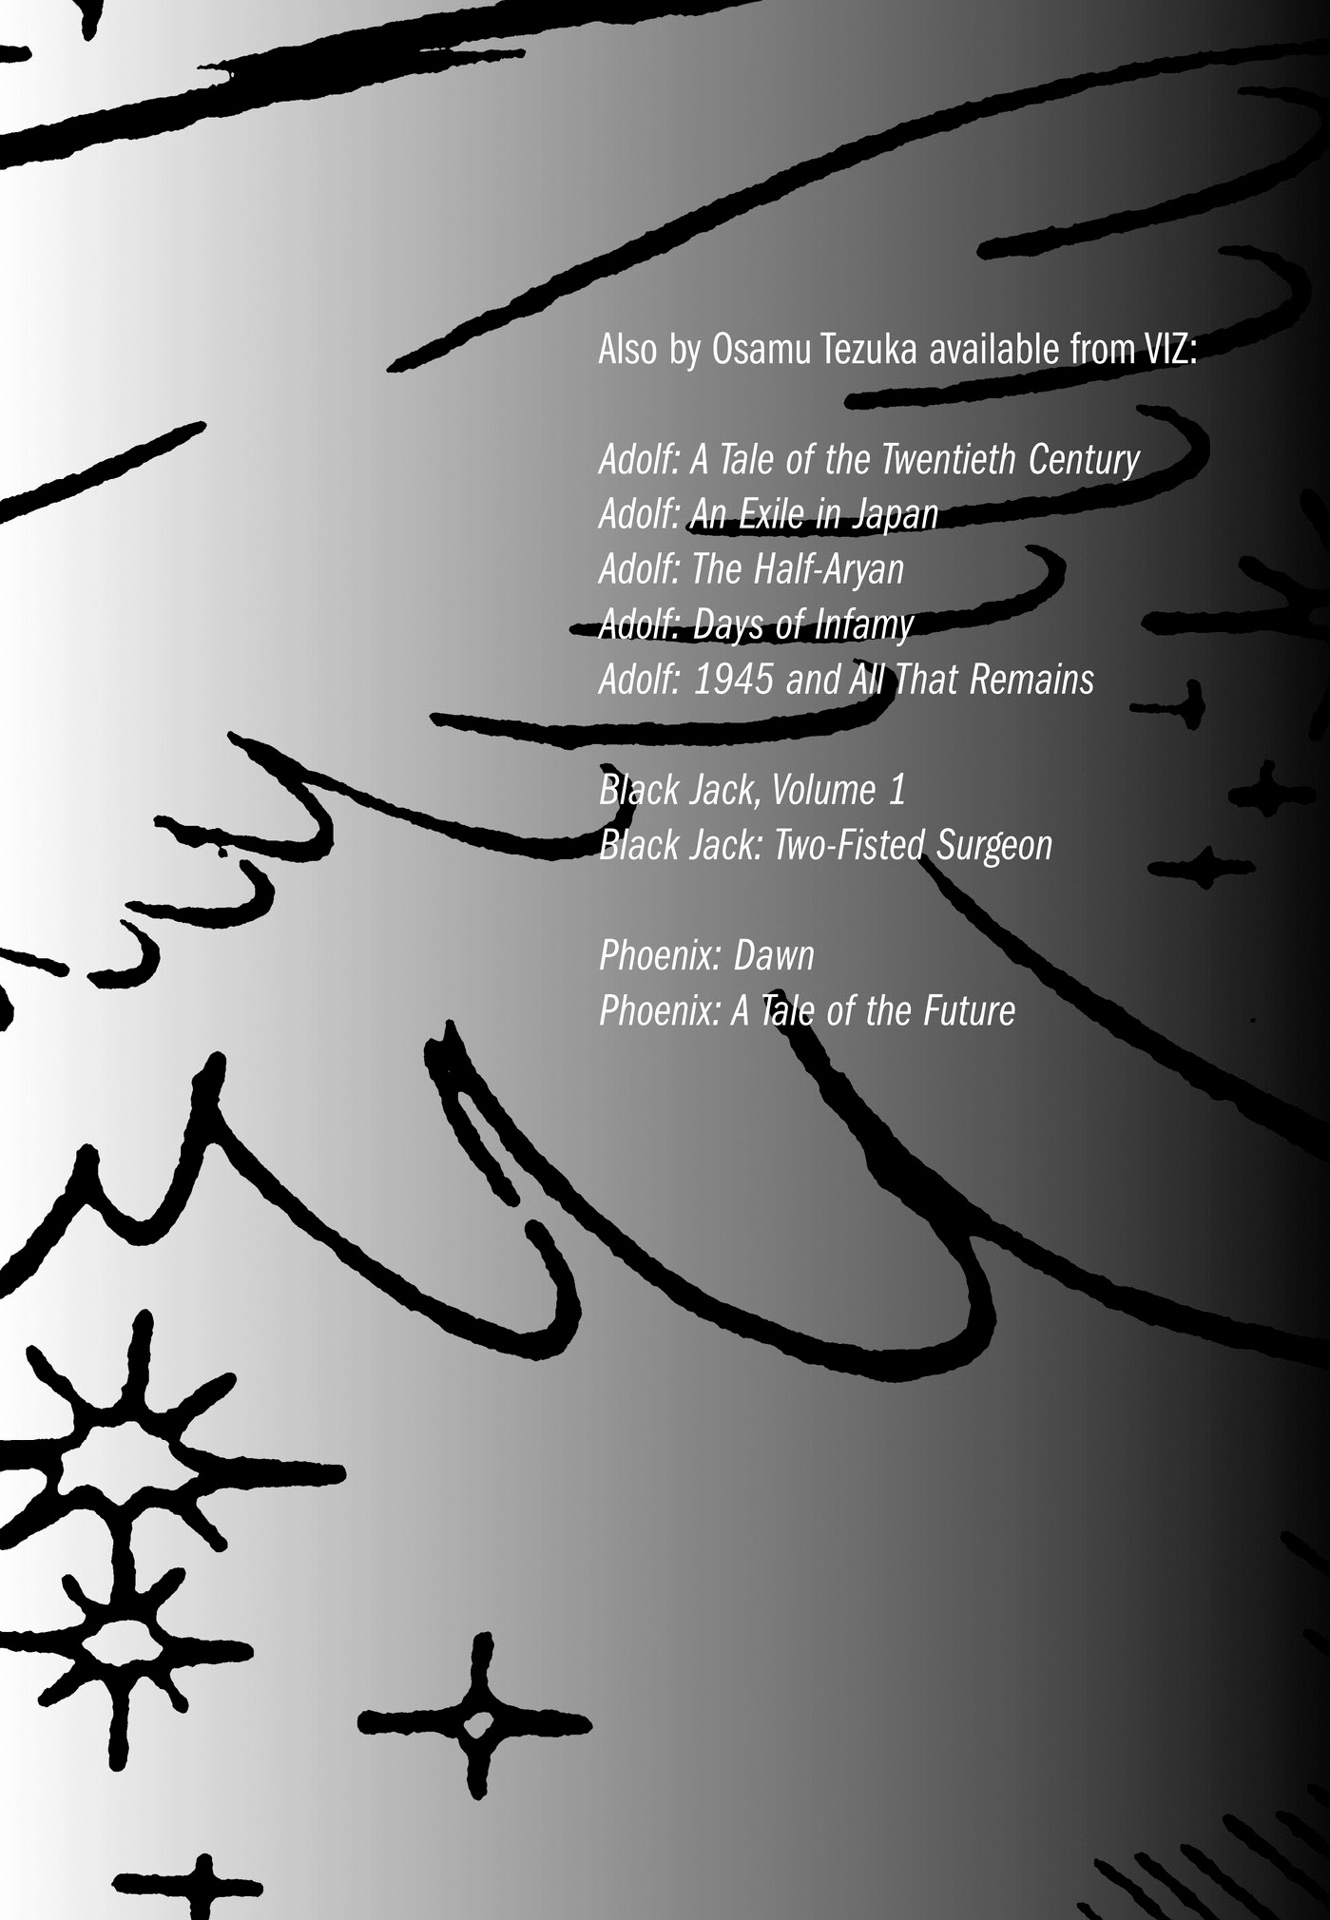 Also by Osamu Tezuka available from VIZ:
Adolf: A Tale of the Twentieth Century
Adolf: An Exile in Japan
Adolf: The Half-Aryan
Adolf: Days of Infamy
Adolf: 1945 and All That Remains
Black Jack, Volume 1
Black Jack: Two-Fisted Surgeon
Phoenix: Dawn
Phoenix: A Tale of the Future